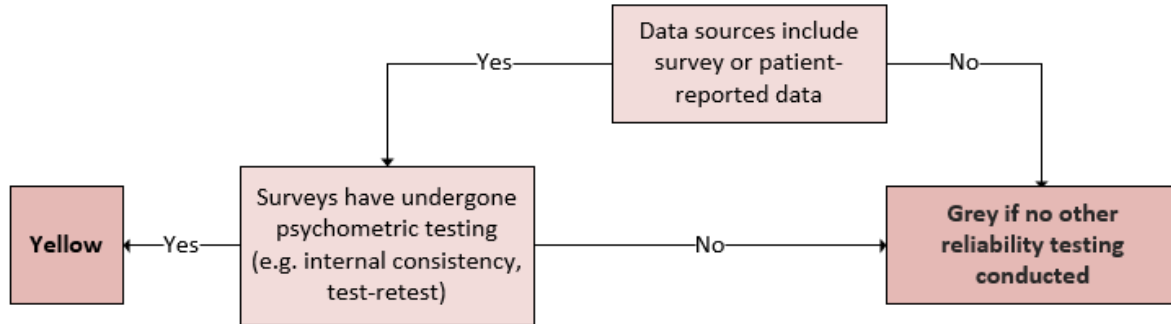 Data sources include
survey or patient-
reported data
Yes
No
Surveys have undergone
psychometric testing
(e.g. internal consistency,
test-retest)
Yellow
Yes
No
Grey if no other
reliability testing
conducted